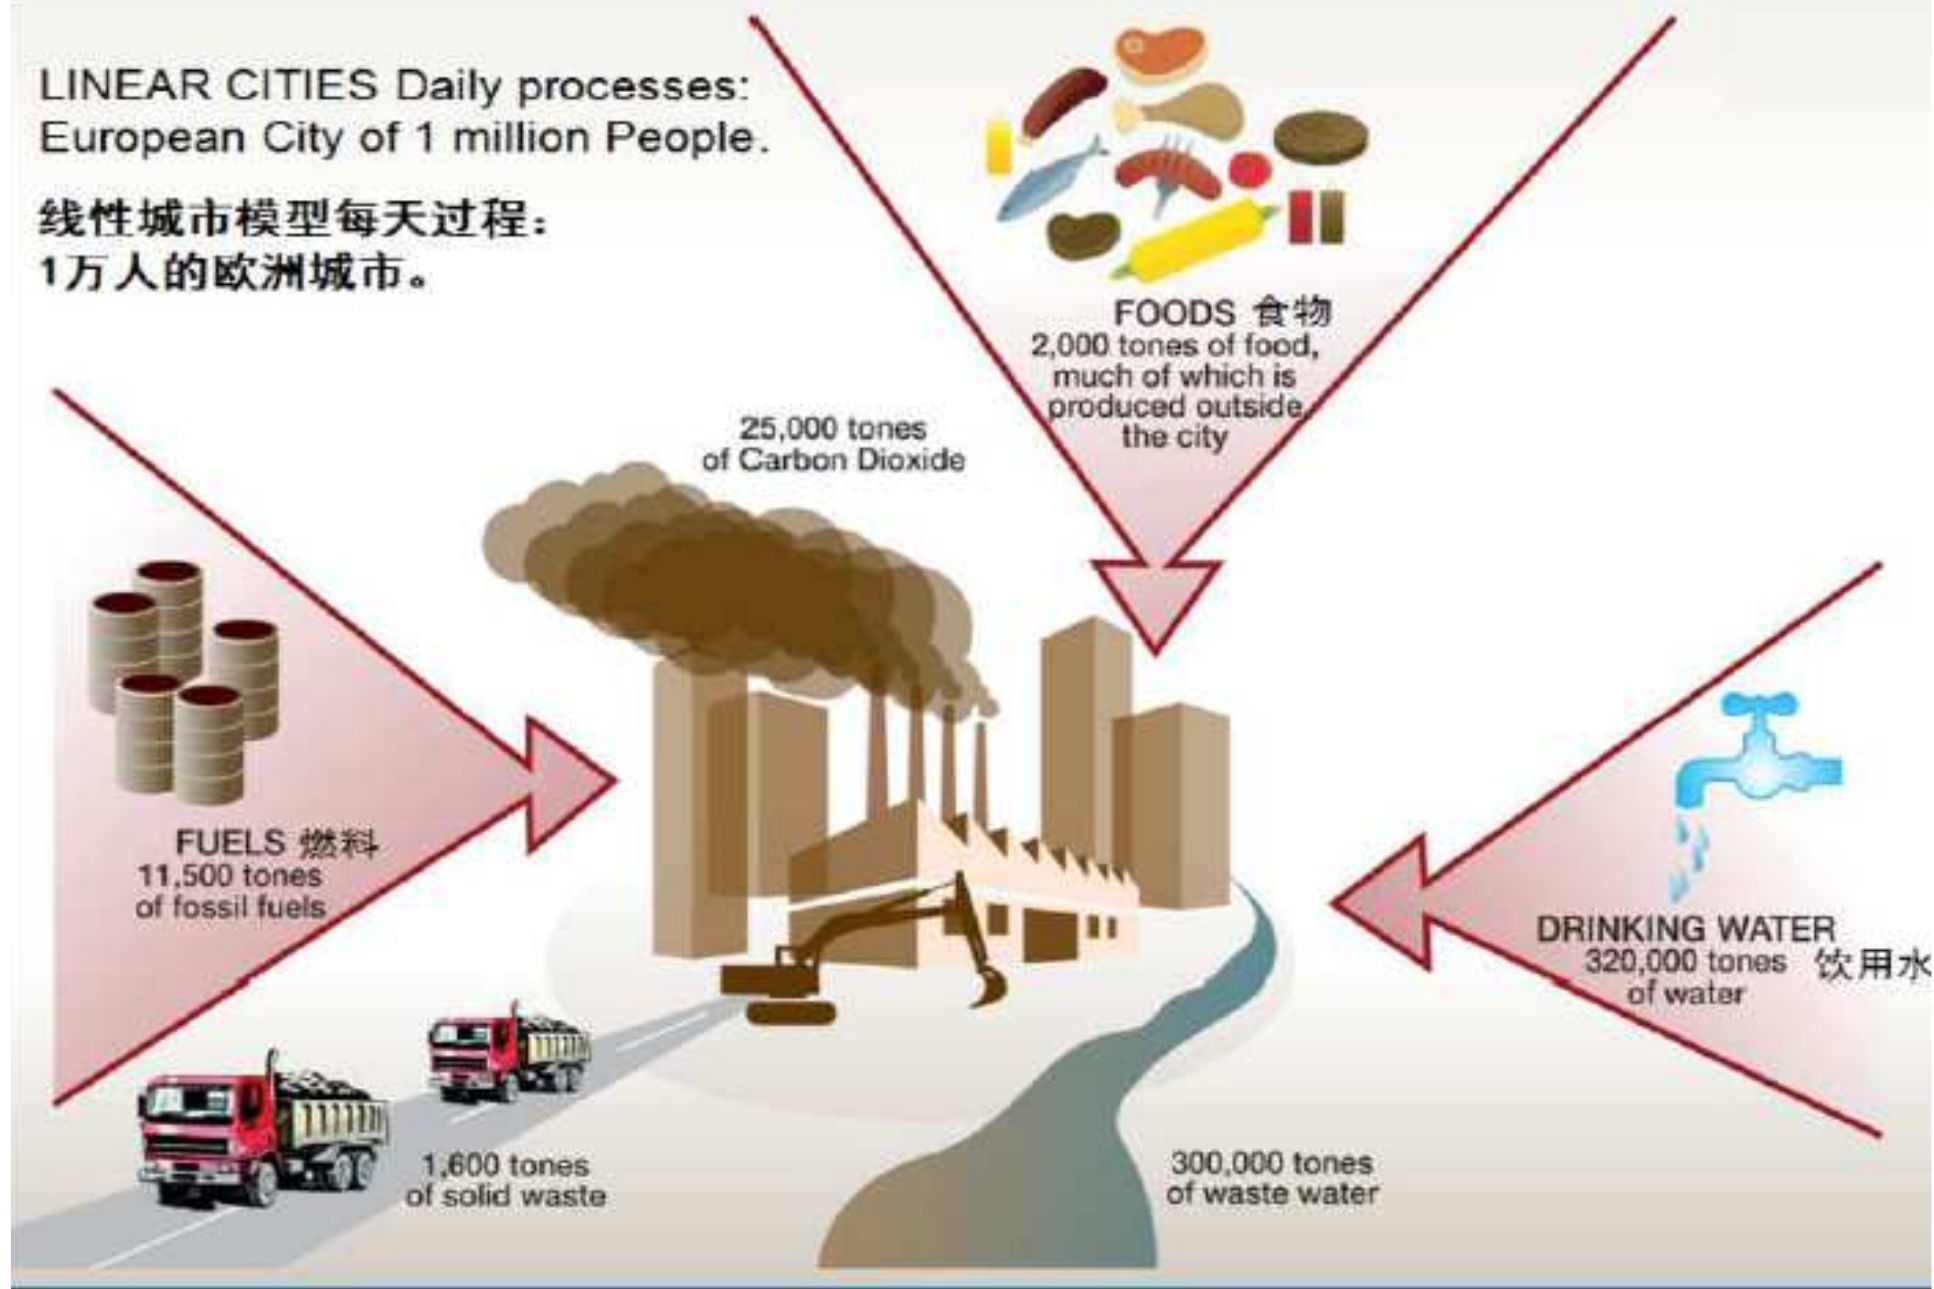 LINEAR CITIES Daily processes:
European City of 1 million People.
线性城市模型每天过程:
1万人的欧洲城市。
FOODS 食物
2,000 tones of food,
much of which is
produced outside
the city
25,000 tones
of Carbon Dioxide
FUELS 燃料
11,500 tones
of fossil fuels
DRINKING WATER
320,000 tones 饮用水
of water
1,600 tones
of solid waste
300,000 tones
of waste water